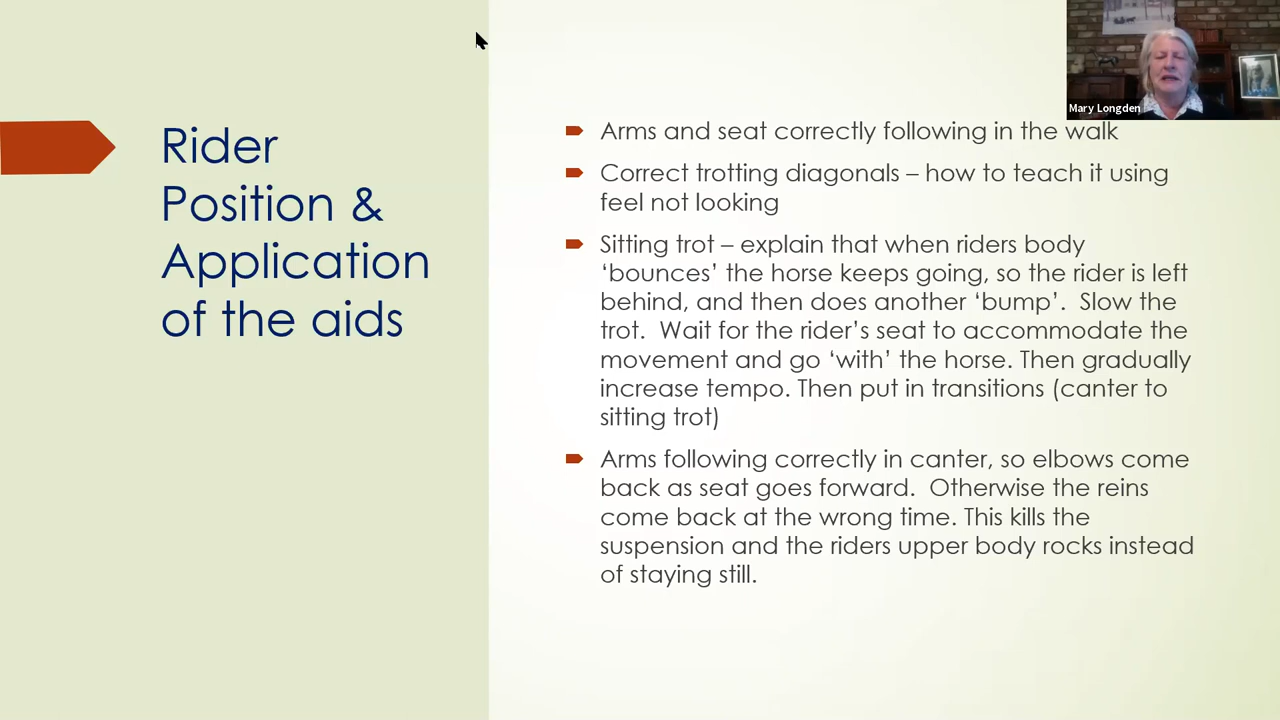 Rider
Position &
Application
of the aids
Mary Longden
Arms and seat correctly following in the walk
Correct trotting diagonals – how to teach it using
feel not looking
Sitting trot – explain that when riders body
‘bounces’ the horse keeps going, so the rider is left
behind, and then does another ‘bump’.  Slow the
trot.  Wait for the rider’s seat to accommodate the
movement and go ‘with’ the horse. Then gradually
increase tempo. Then put in transitions (canter to
sitting trot)
Arms following correctly in canter, so elbows come
back as seat goes forward.  Otherwise the reins
come back at the wrong time. This kills the
suspension and the riders upper body rocks instead
of staying still.